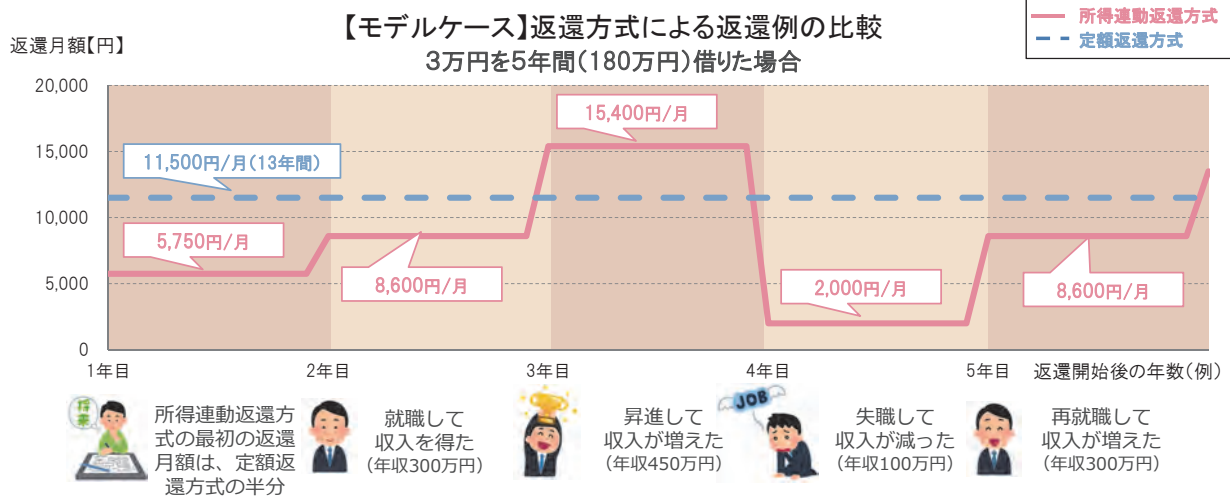 【モデルケース】返還方式による返還例の比較
3万円を5年間(180万円)借りた場合
所得連動返還方式
定額返還方式
返還月額【円】
20,000
15,000
10,000
5,000
0
11,500円/月(13年間)
5,750円/月
8,600円/月
15,400円/月
2,000円/月
8,600円/月
1年目
2年目
3年目
4年目
5年目
返還開始後の年数(例)
将来
所得連動返還方
式の最初の返還
月額は、定額返
還方式の半分
就職して
収入を得た
(年収300万円)
昇進して
収入が増えた
(年収450万円)
JOB
失職して
収入が減った
(年収100万円)
再就職して
収入が増えた
(年収300万円)